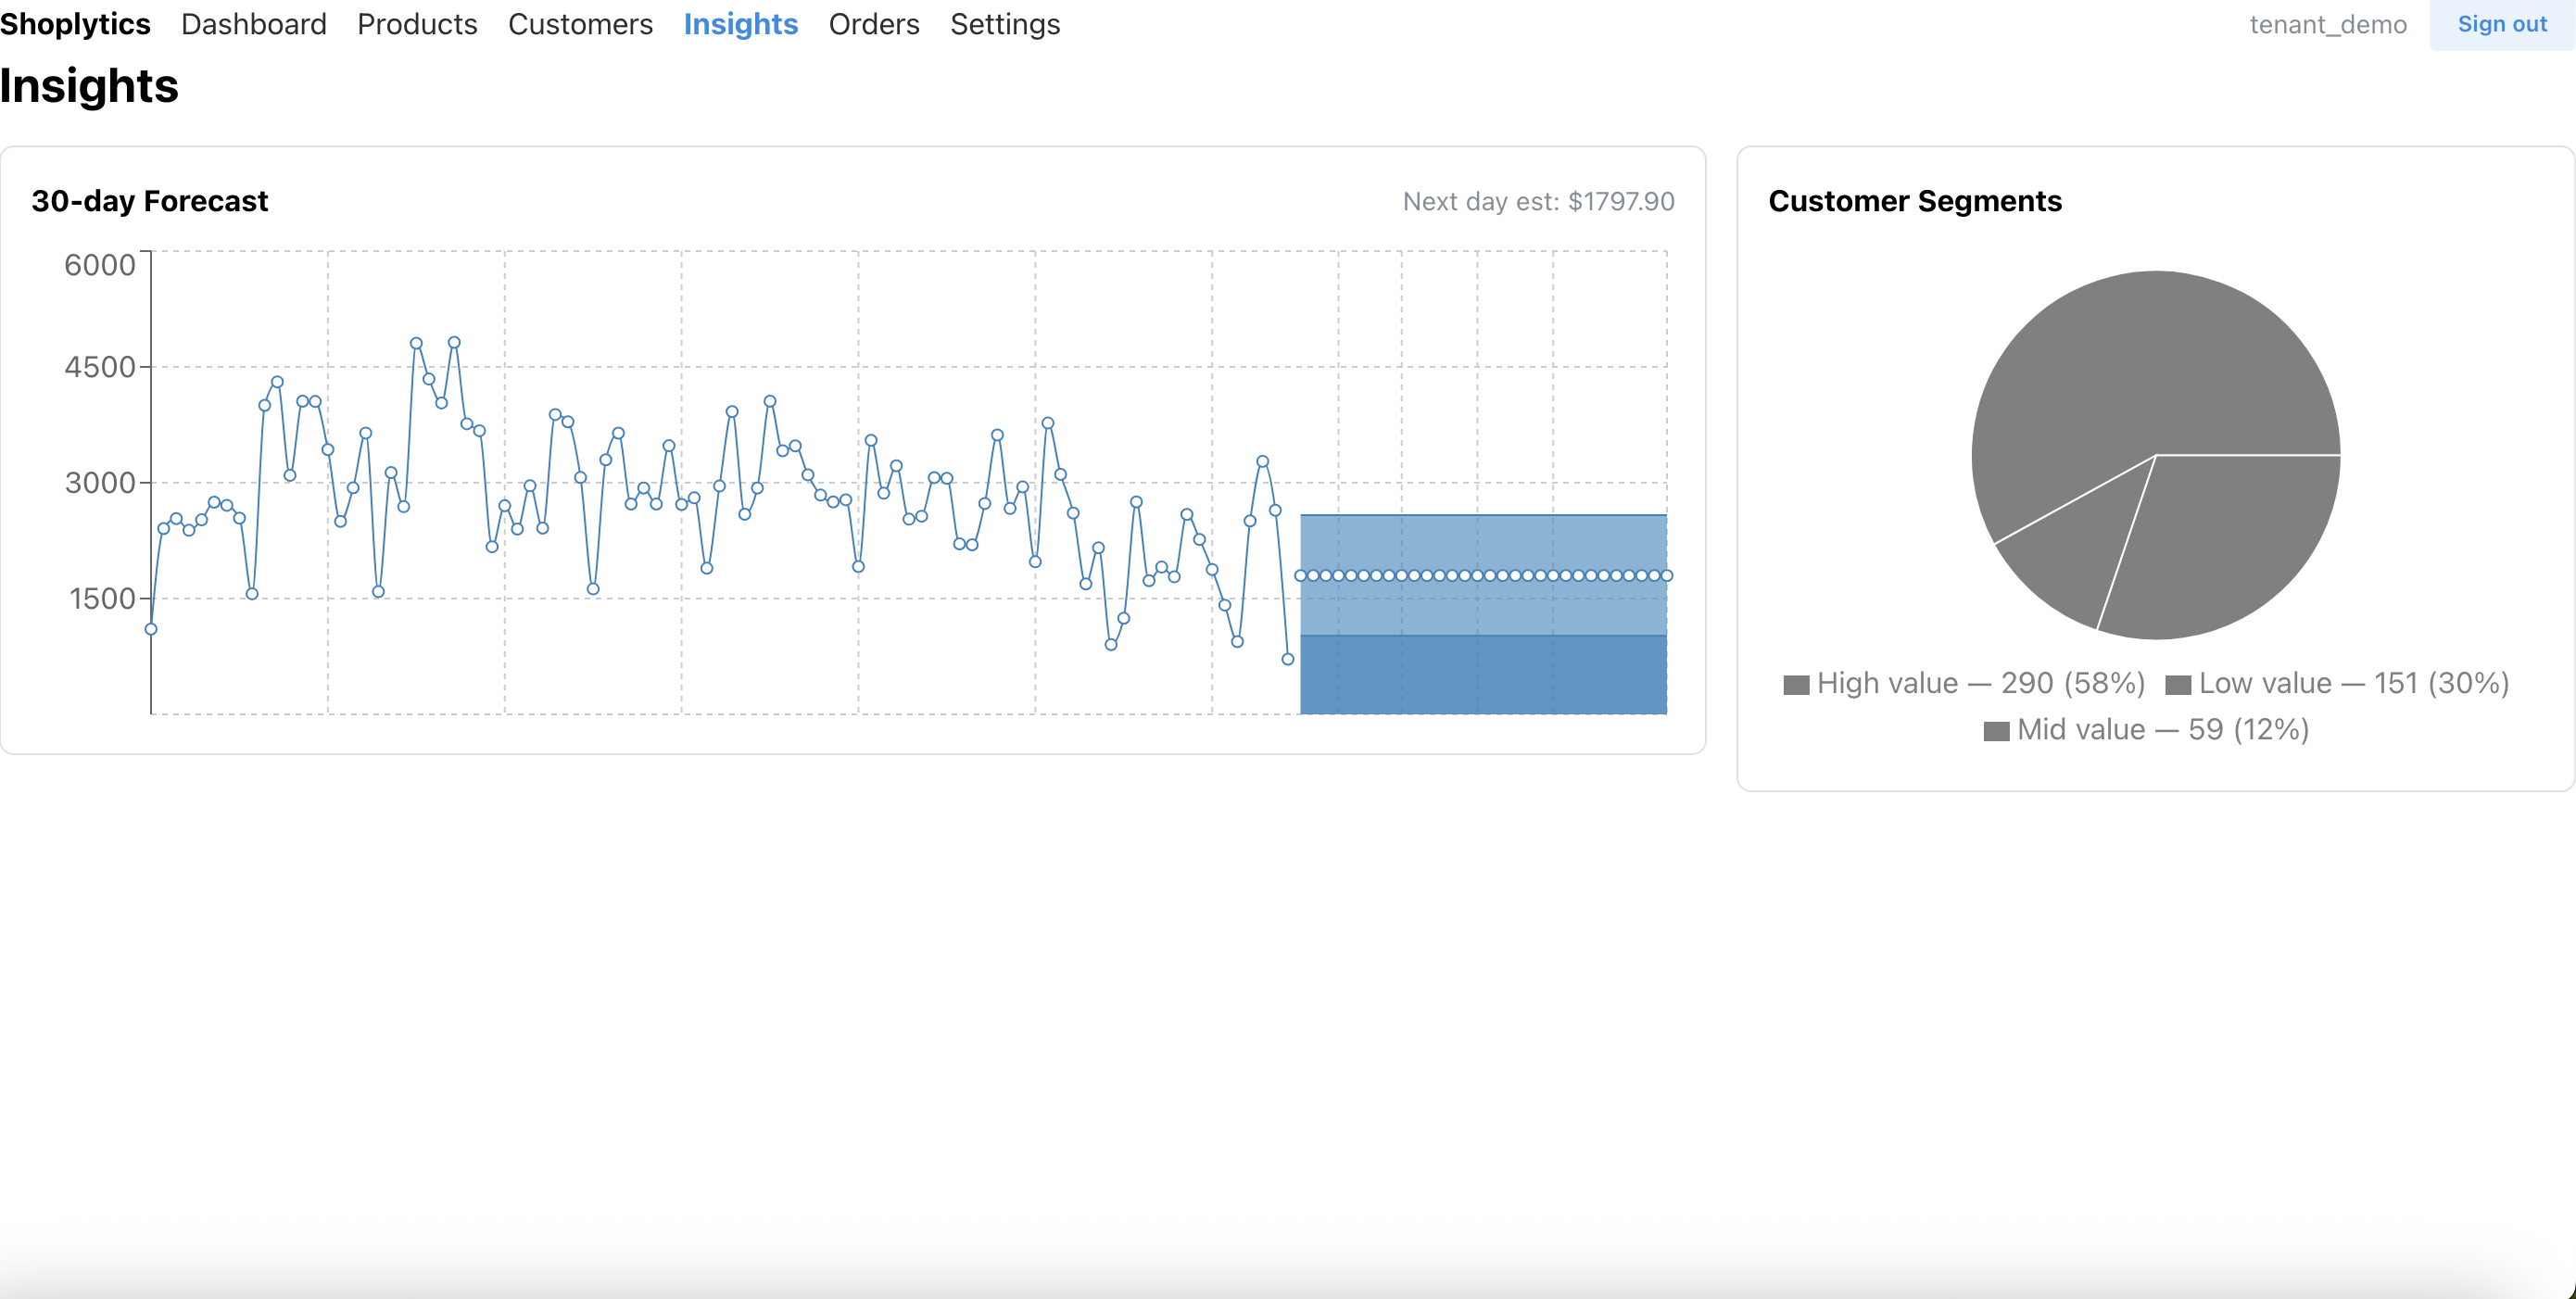 Shoplytics Dashboard Products Customers Insights Orders Settings tenant_demo Sign out
Insights
30-day Forecast Next day est: $1797.90
6000
4500
3000
1500
Customer Segments
High value — 290 (58%) Low value — 151 (30%)
Mid value — 59 (12%)